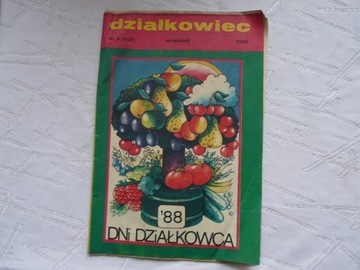 działkowiec
wrzesień
1988
'88
DNi DZiAŁKOWCA